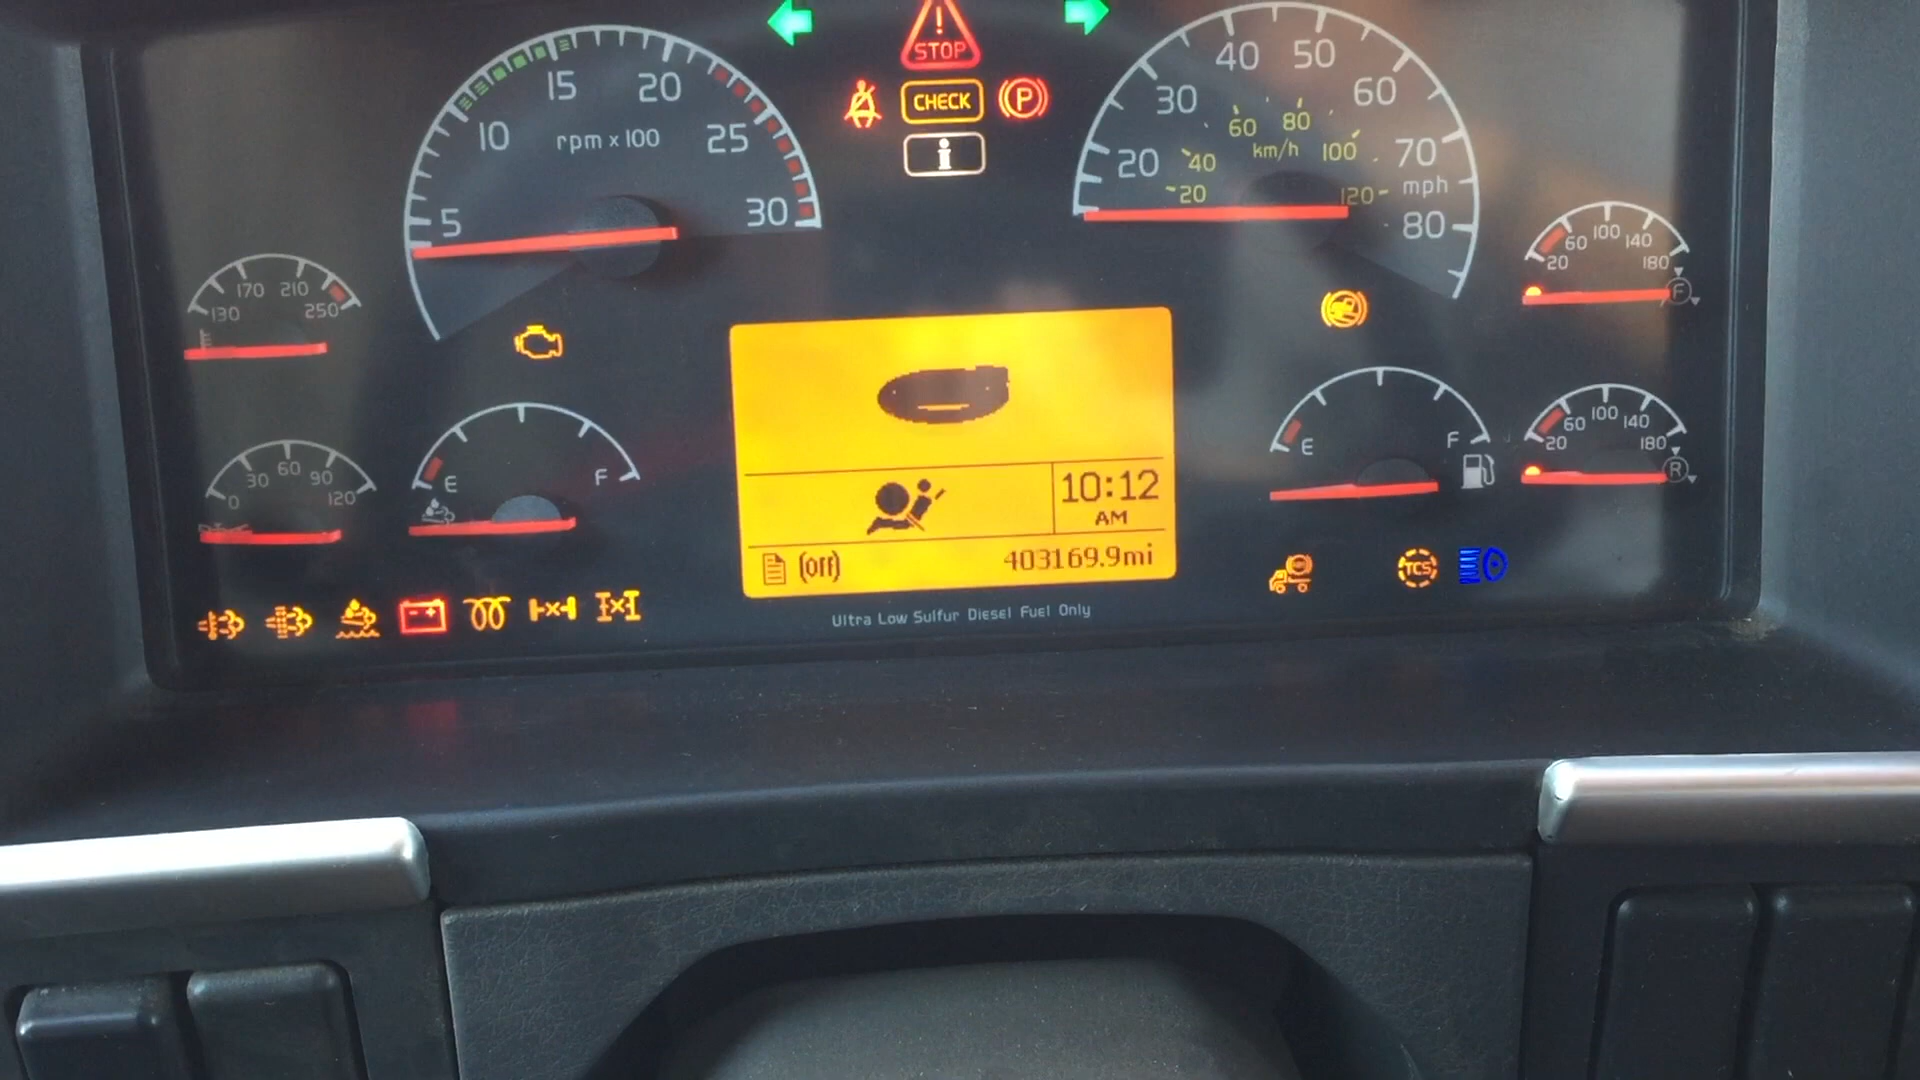 STOP
CHECK
P
i
5 10 15 20 25 30
rpm x 100
20 30 40 50 60 70 80
mph
20 40 60 80 100 120
km/h
130 170 210 250
0 30 60 90 120
E F
E F
20 60 100 140 180
F
20 60 100 140 180
R
10:12
AM
(Off) 403169.9mi
Ultra Low Sulfur Diesel Fuel Only
TCS